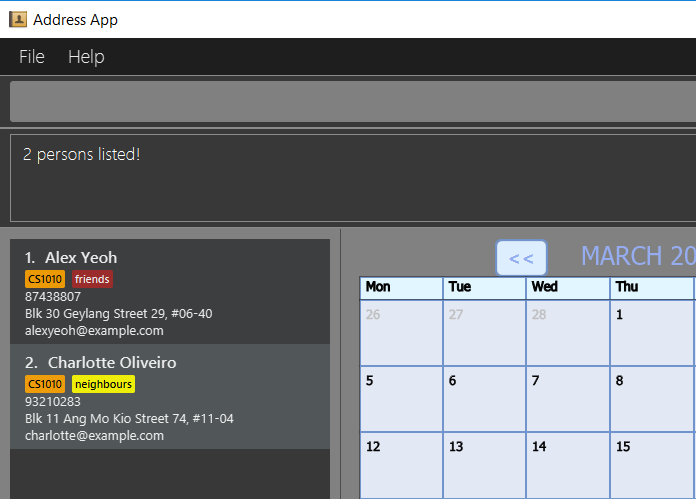 Address App
File Help
2 persons listed!
1. Alex Yeoh
CS1010 friends
87438807
Blk 30 Geylang Street 29, #06-40
alexyeoh@example.com
2. Charlotte Oliveiro
CS1010 neighbours
93210283
Blk 11 Ang Mo Kio Street 74, #11-04
charlotte@example.com
<< MARCH 20
Mon Tue Wed Thu
26 27 28 1
5 6 7 8
12 13 14 15